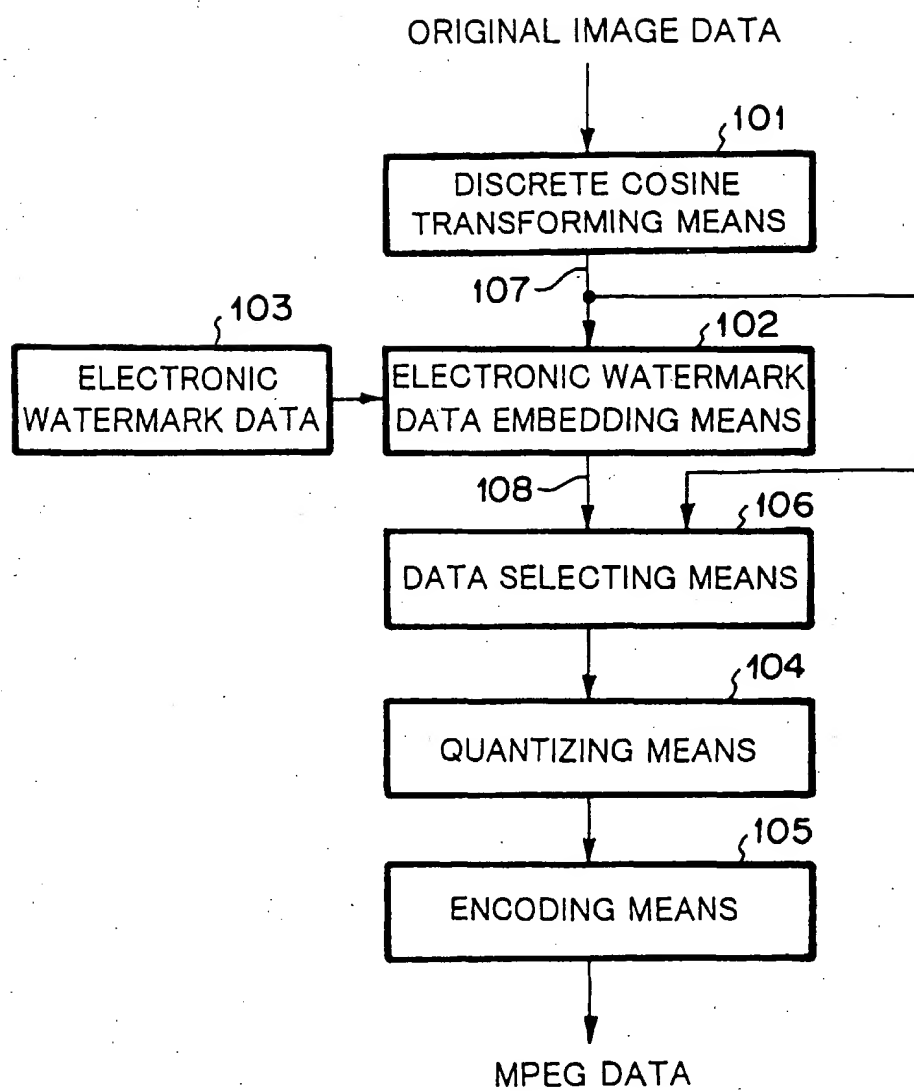 ORIGINAL IMAGE DATA
101
DISCRETE COSINE
TRANSFORMING MEANS
107
103
102
ELECTRONIC
WATERMARK DATA
ELECTRONIC WATERMARK
DATA EMBEDDING MEANS
108
106
DATA SELECTING MEANS
104
QUANTIZING MEANS
105
ENCODING MEANS
MPEG DATA